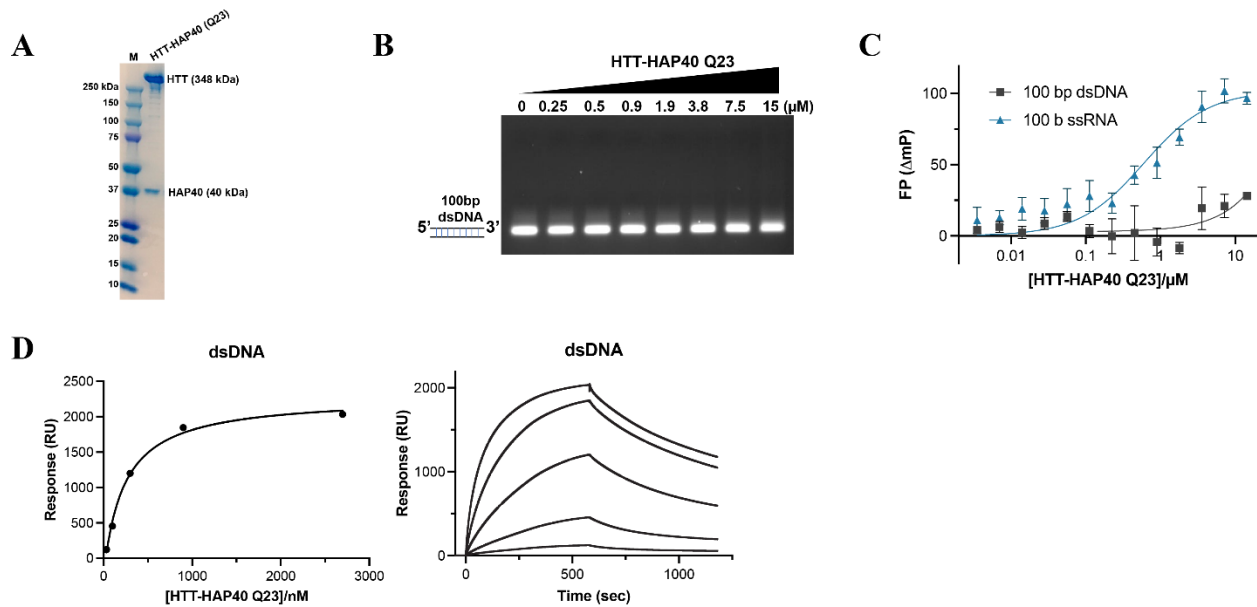 A
M
HTT-HAP40 (Q23)
HTT (348 kDa)
250 kDa
150
100
75
50
37
HAP40 (40 kDa)
25
20
15
10
B
HTT-HAP40 Q23
0 0.25 0.5 0.9 1.9 3.8 7.5 15 (µM)
100bp
dsDNA
5' 3'
C
100 bp dsDNA
100 b ssRNA
FP (ΔmP)
100
50
0
0.01 0.1 1 10
[HTT-HAP40 Q23]/µM
D
dsDNA
Response (RU)
2500
2000
1500
1000
500
0
0 1000 2000 3000
[HTT-HAP40 Q23]/nM
dsDNA
Response (RU)
2000
1000
0
0 500 1000
Time (sec)